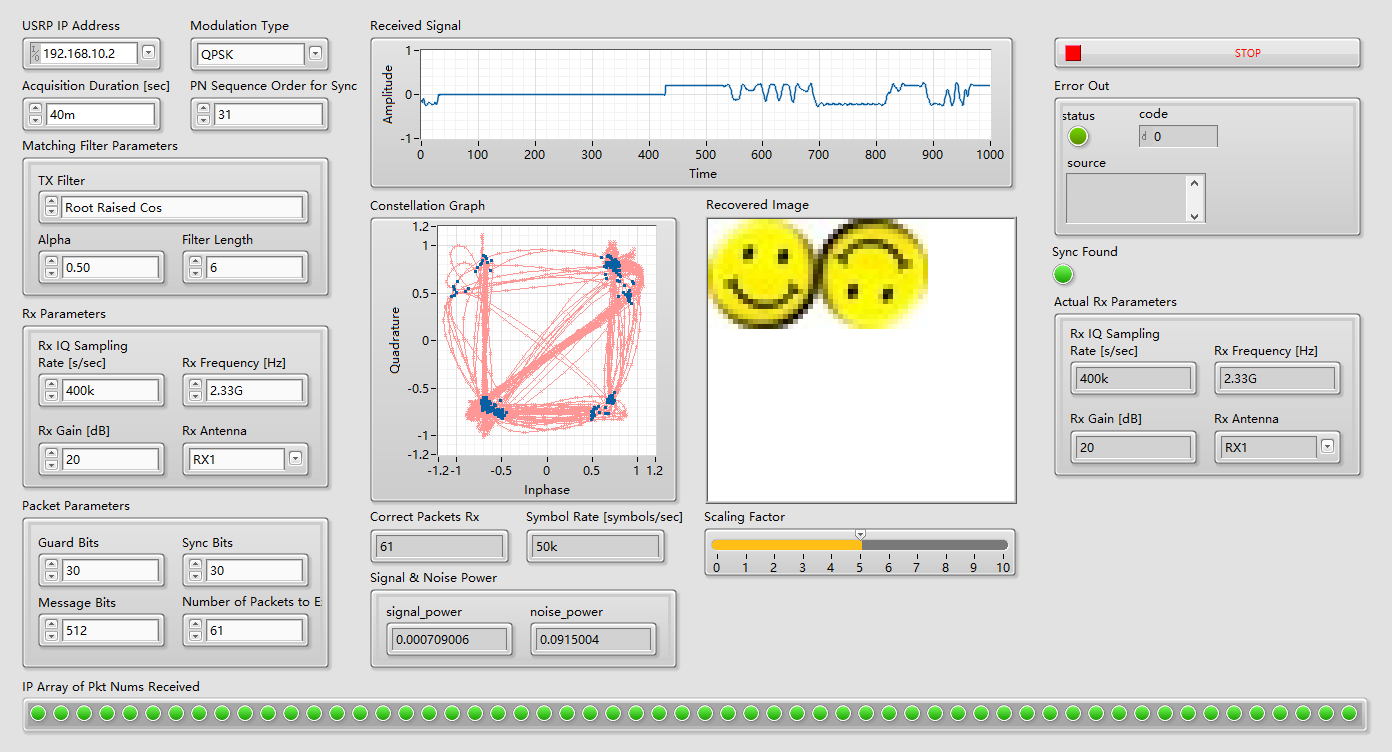 USRP IP Address
192.168.10.2
Modulation Type
QPSK
Acquisition Duration [sec]
40m
PN Sequence Order for Sync
31
Matching Filter Parameters
TX Filter
Root Raised Cos
Alpha
0.50
Filter Length
6
Rx Parameters
Rx IQ Sampling
Rate [s/sec]
400k
Rx Frequency [Hz]
2.33G
Rx Gain [dB]
20
Rx Antenna
RX1
Packet Parameters
Guard Bits
30
Sync Bits
30
Message Bits
512
Number of Packets to E
61
Received Signal
Amplitude
1
0
-1
0 100 200 300 400 500 600 700 800 900 1000
Time
Constellation Graph
Quadrature
1.2
1
0.5
0
-0.5
-1
-1.2
-1.2 -1 -0.5 0 0.5 1 1.2
Inphase
Recovered Image
Correct Packets Rx
61
Symbol Rate [symbols/sec]
50k
Scaling Factor
0 1 2 3 4 5 6 7 8 9 10
Signal & Noise Power
signal_power
0.000709006
noise_power
0.0915004
STOP
Error Out
status
code
d 0
source
Sync Found
Actual Rx Parameters
Rx IQ Sampling
Rate [s/sec]
400k
Rx Frequency [Hz]
2.33G
Rx Gain [dB]
20
Rx Antenna
RX1
IP Array of Pkt Nums Received